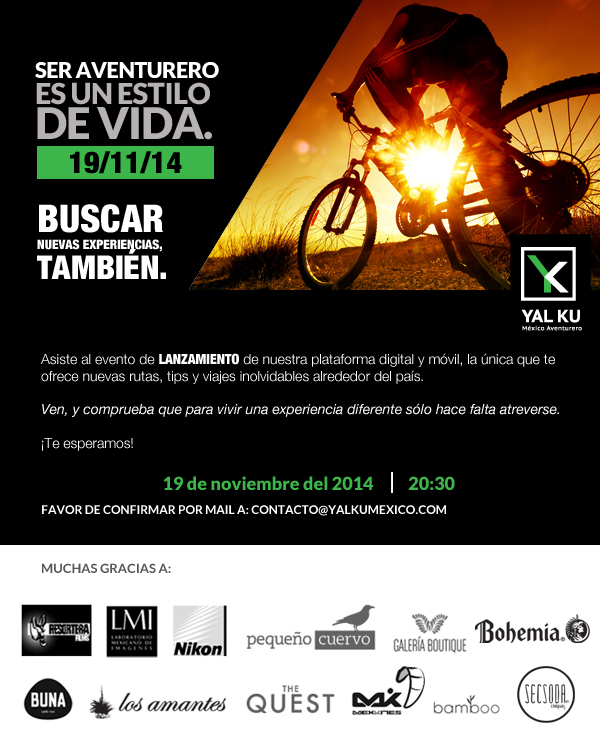 SER AVENTURERO
ES UN ESTILO
DE VIDA.
19/11/14
BUSCAR
NUEVAS EXPERIENCIAS,
TAMBIÉN.
YAL KU
México Aventurero
Asiste al evento de LANZAMIENTO de nuestra plataforma digital y móvil, la única que te
ofrece nuevas rutas, tips y viajes inolvidables alrededor del país.
Ven, y comprueba que para vivir una experiencia diferente sólo hace falta atreverse.
¡Te esperamos!
19 de noviembre del 2014 | 20:30
FAVOR DE CONFIRMAR POR MAIL A: CONTACTO@YALKUMEXICO.COM
MUCHAS GRACIAS A:
RESORTERA
FILMS
LMI
LABORATORIO
MEXICANO DE
IMÁGENES
Nikon
pequeño cuervo
GALERÍA BOUTIQUE
Bohemia
BUNA
los amantes
THE
QUEST
MK
bamboo
SECSODA